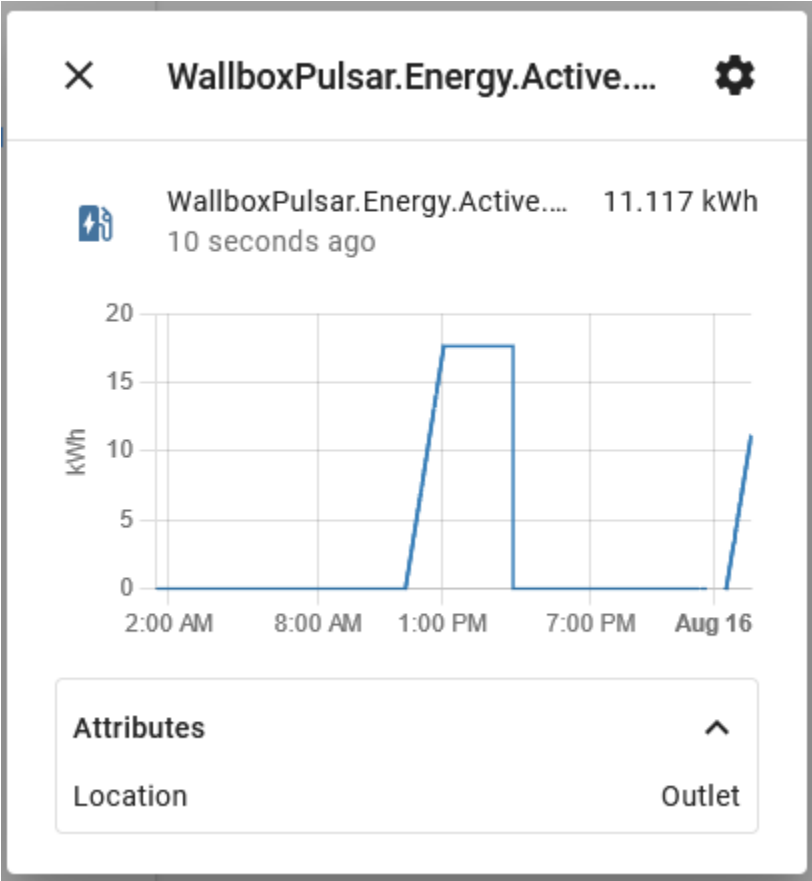 WallboxPulsar.Energy.Active....
WallboxPulsar.Energy.Active.... 11.117 kWh
10 seconds ago
20
15
10
5
0
kWh
2:00 AM 8:00 AM 1:00 PM 7:00 PM Aug 16
Attributes
Location Outlet